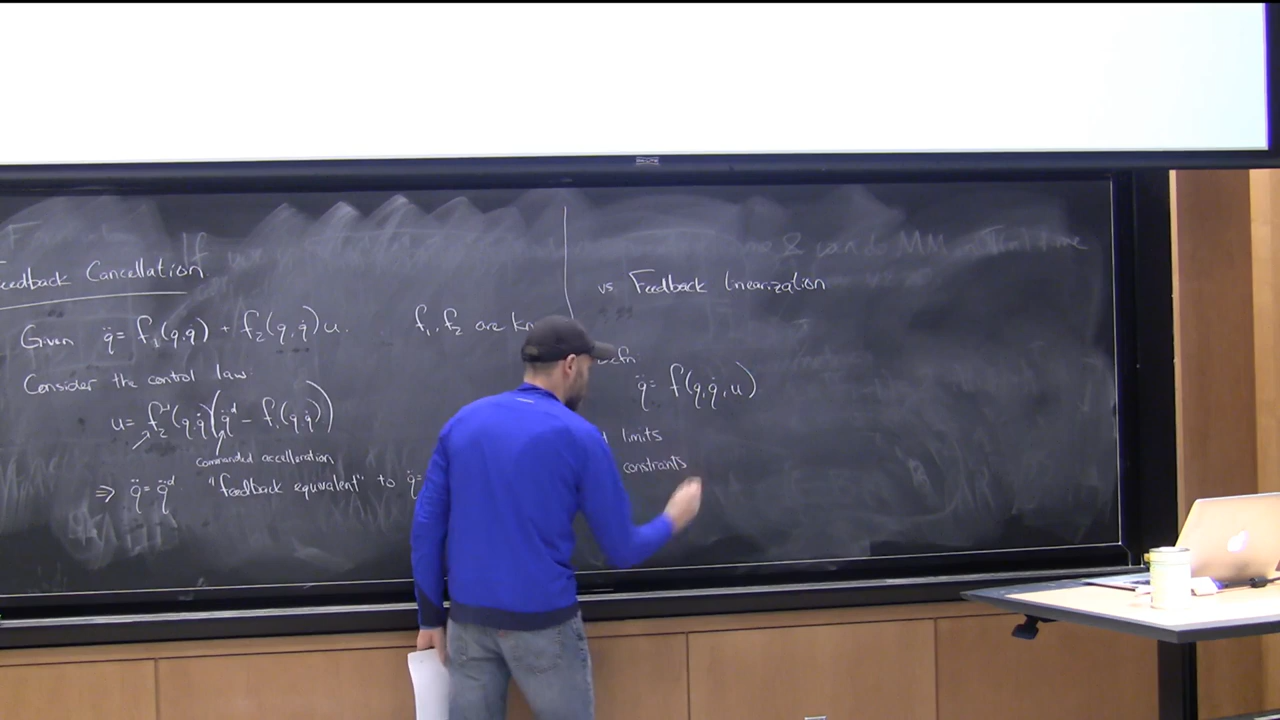 eedback Cancellation
Given q̈ = f₁(q,q̇) + f₂(q,q̇)u. f₁, f₂ are kn
Consider the control law:
u = f₂⁻¹(q,q̇)(q̈ᵈ - f₁(q,q̇))
commanded acceleration
⇒ q̈ = q̈ᵈ "feedback equivalent" to q̈ =
vs Feedback linearization
q̈ = f(q,q̇,u)
limits
constraints